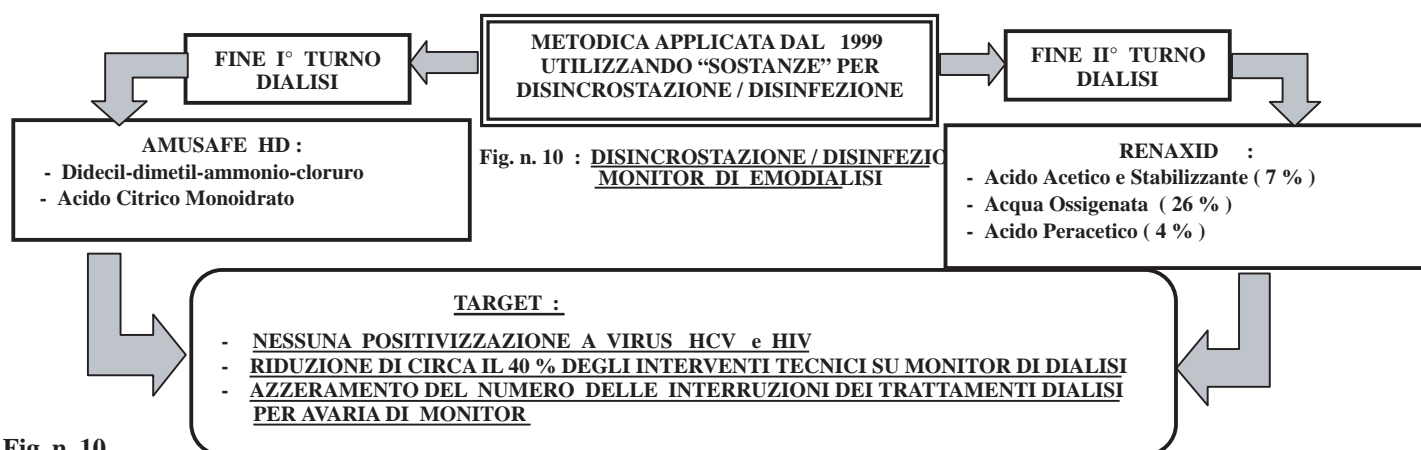 METODICA APPLICATA DAL 1999
UTILIZZANDO “SOSTANZE” PER
DISINCROSTAZIONE / DISINFEZIONE
FINE I° TURNO
DIALISI
FINE II° TURNO
DIALISI
AMUSAFE HD :
- Didecil-dimetil-ammonio-cloruro
- Acido Citrico Monoidrato
Fig. n. 10 : DISINCROSTAZIONE / DISINFEZIO
MONITOR DI EMODIALISI
RENAXID :
- Acido Acetico e Stabilizzante ( 7 % )
- Acqua Ossigenata ( 26 % )
- Acido Peracetico ( 4 % )
TARGET :
- NESSUNA POSITIVIZZAZIONE A VIRUS HCV e HIV
- RIDUZIONE DI CIRCA IL 40 % DEGLI INTERVENTI TECNICI SU MONITOR DI DIALISI
- AZZERAMENTO DEL NUMERO DELLE INTERRUZIONI DEI TRATTAMENTI DIALISI
PER AVARIA DI MONITOR
Fig. n. 10